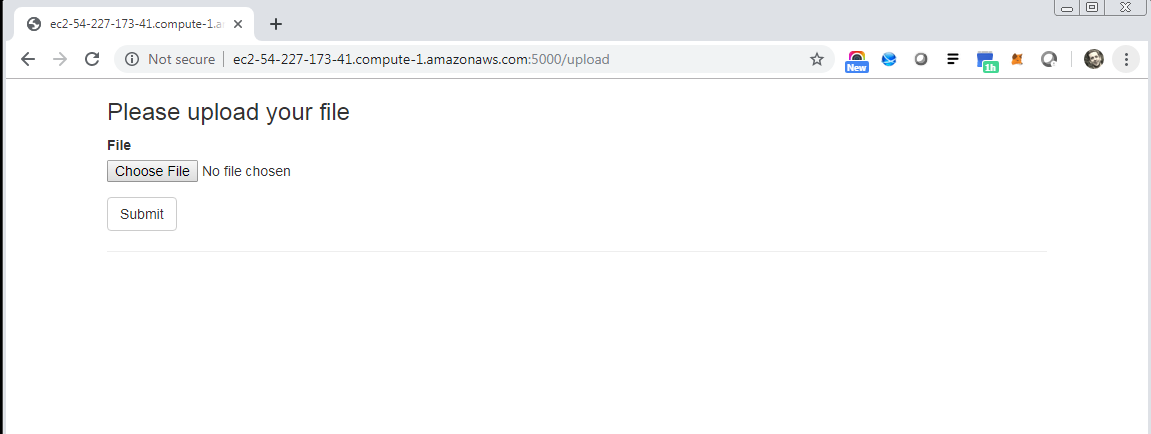 ec2-54-227-173-41.compute-1.a
Not secure ec2-54-227-173-41.compute-1.amazonaws.com:5000/upload
New
1h
Please upload your file
File
Choose File No file chosen
Submit